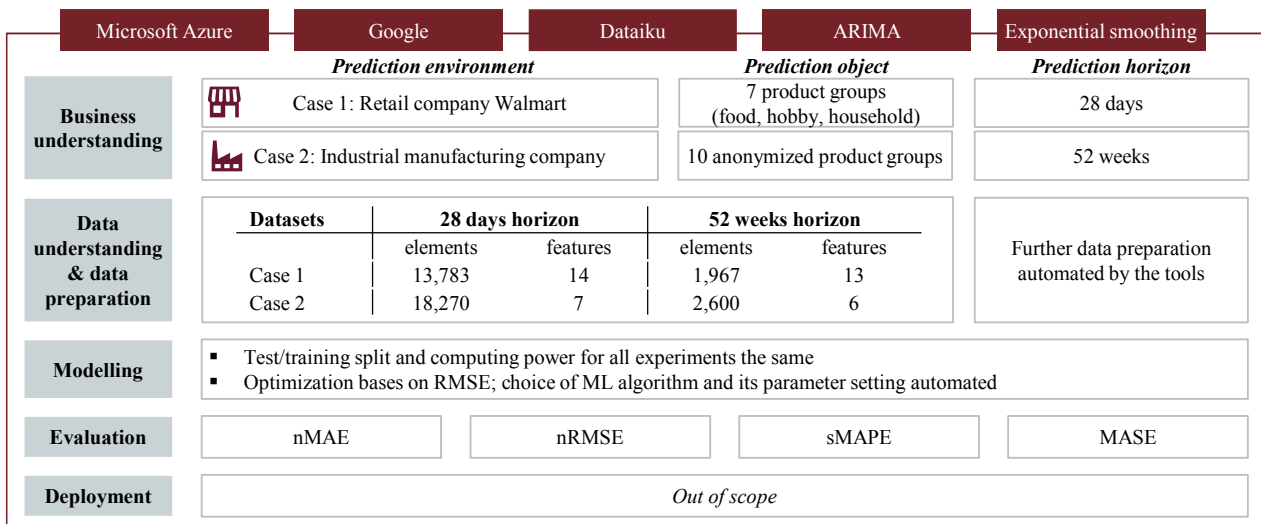 Microsoft Azure Google Dataiku ARIMA Exponential smoothing
Prediction environment Prediction object Prediction horizon
Business
understanding
Case 1: Retail company Walmart
7 product groups
(food, hobby, household)
28 days
Case 2: Industrial manufacturing company
10 anonymized product groups
52 weeks
Data
understanding
& data
preparation
Datasets 28 days horizon 52 weeks horizon
elements features elements features
Case 1 13,783 14 1,967 13
Case 2 18,270 7 2,600 6
Further data preparation
automated by the tools
Modelling
▪ Test/training split and computing power for all experiments the same
▪ Optimization bases on RMSE; choice of ML algorithm and its parameter setting automated
Evaluation nMAE nRMSE sMAPE MASE
Deployment Out of scope